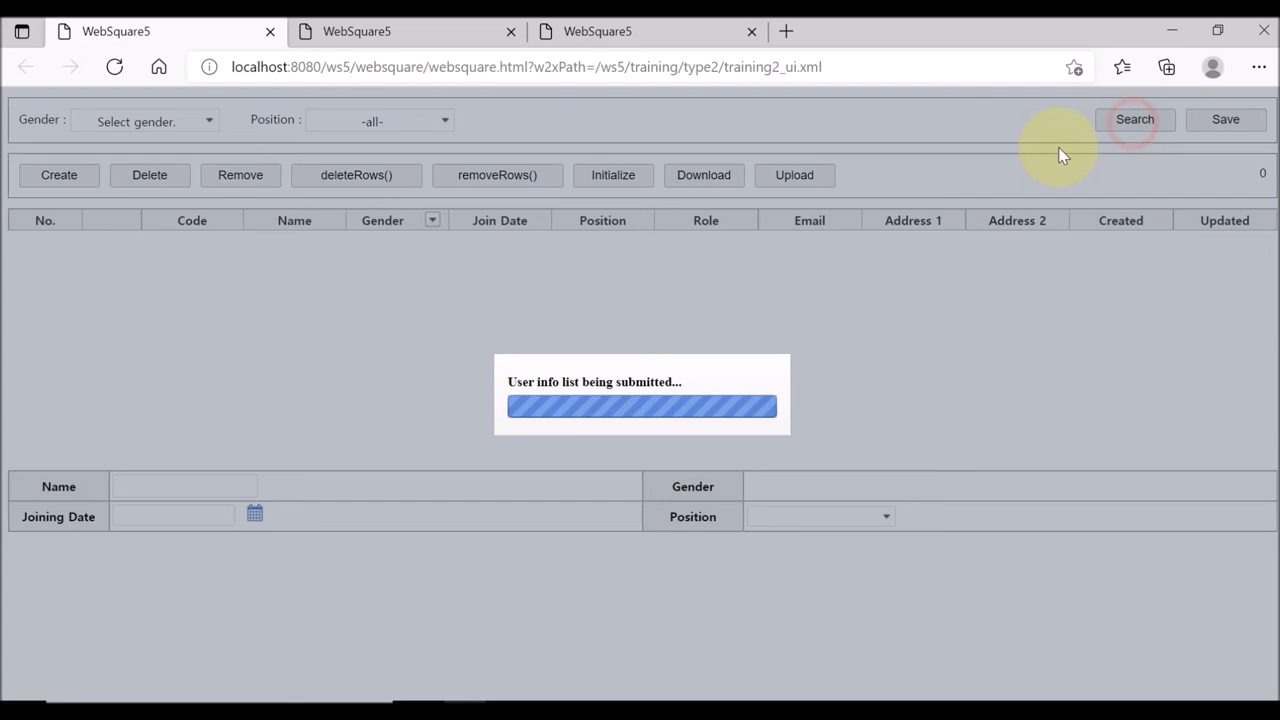 WebSquare5
WebSquare5
WebSquare5
localhost:8080/ws5/websquare/websquare.html?w2xPath=/ws5/training/type2/training2_ui.xml
Gender : Select gender. Position : -all- Search Save
Create Delete Remove deleteRows() removeRows() Initialize Download Upload 0
No. Code Name Gender Join Date Position Role Email Address 1 Address 2 Created Updated
User info list being submitted...
Name Gender
Joining Date Position